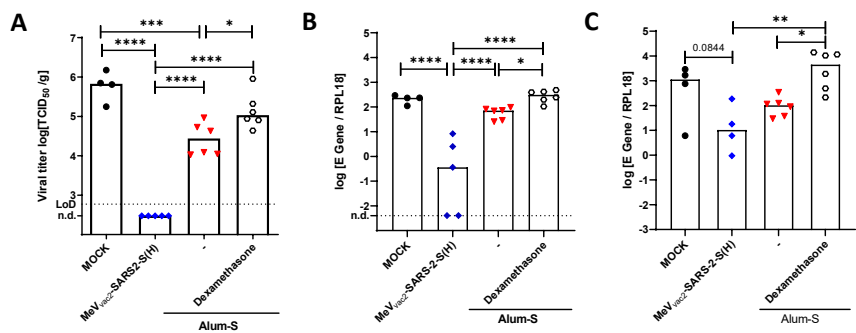 A
Viral titer log[TCID50 /g]
7
6
5
4
3
LoD
n.d.
***
*
****
****
****
MOCK
MeVvac2-SARS2-S(H)
-
Dexamethasone
Alum-S
B
log [E Gene / RPL18]
5
4
3
2
1
0
-1
-2
n.d.
****
****
****
*
MOCK
MeVvac2-SARS2-S(H)
-
Dexamethasone
Alum-S
C
log [E Gene / RPL18]
5
4
3
2
1
0
-1
-2
-3
**
*
0.0844
MOCK
MeVvac2-SARS2-S(H)
-
Dexamethasone
Alum-S